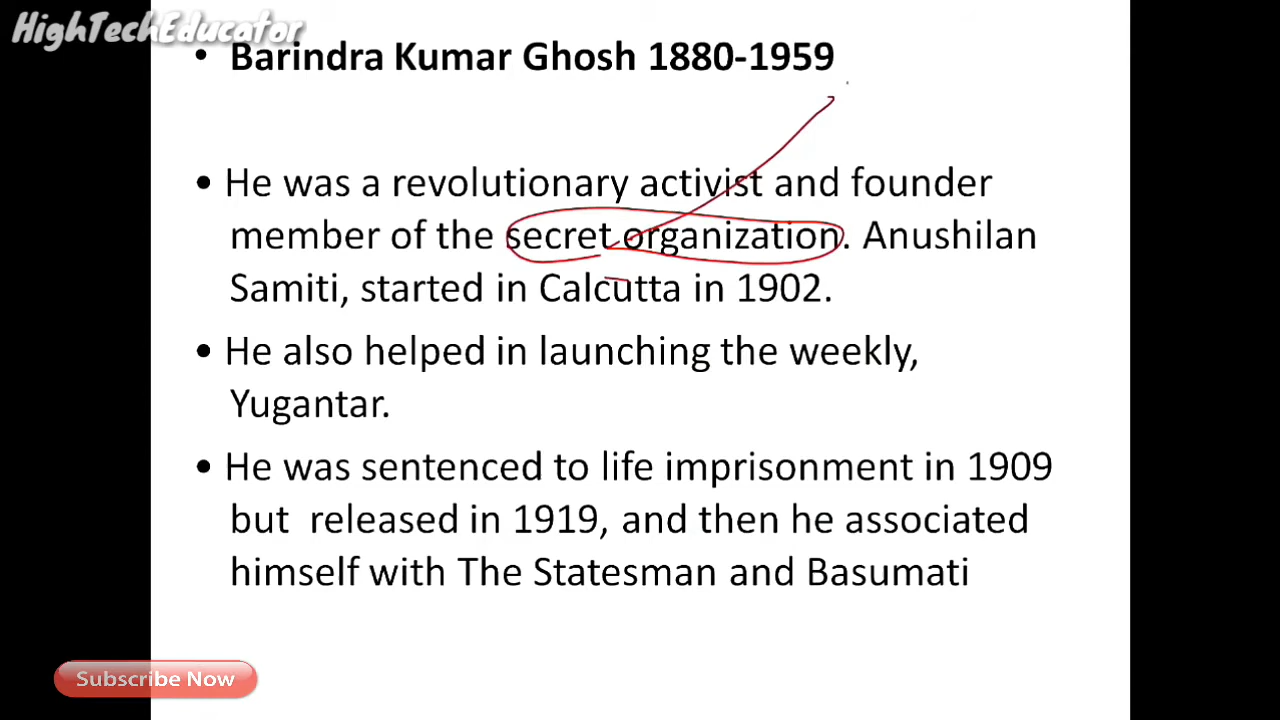 HighTechEducator
• Barindra Kumar Ghosh 1880-1959
• He was a revolutionary activist and founder
member of the secret organization. Anushilan
Samiti, started in Calcutta in 1902.
• He also helped in launching the weekly,
Yugantar.
• He was sentenced to life imprisonment in 1909
but released in 1919, and then he associated
himself with The Statesman and Basumati
Subscribe Now